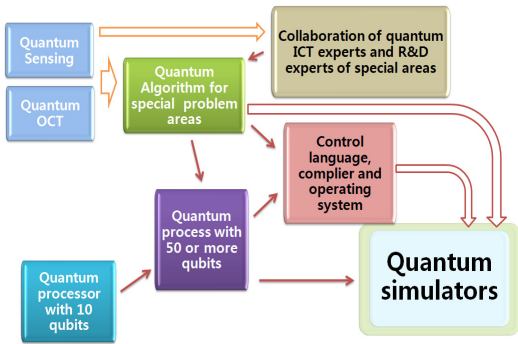 Quantum
Sensing
Quantum
OCT
Quantum
Algorithm for
special problem
areas
Collaboration of quantum
ICT experts and R&D
experts of special areas
Control
language,
complier and
operating
system
Quantum
process with
50 or more
qubits
Quantum
processor
with 10
qubits
Quantum
simulators